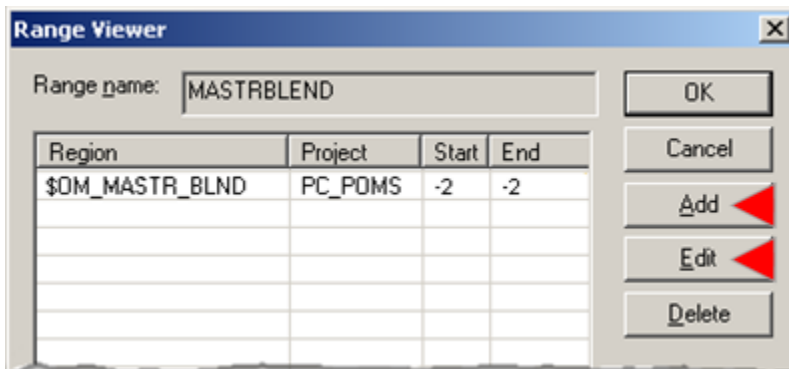 Range Viewer
Range name: MASTRBLEND
OK
Region Project Start End
Cancel
$OM_MASTR_BLND PC_POMS -2 -2
Add
Edit
Delete